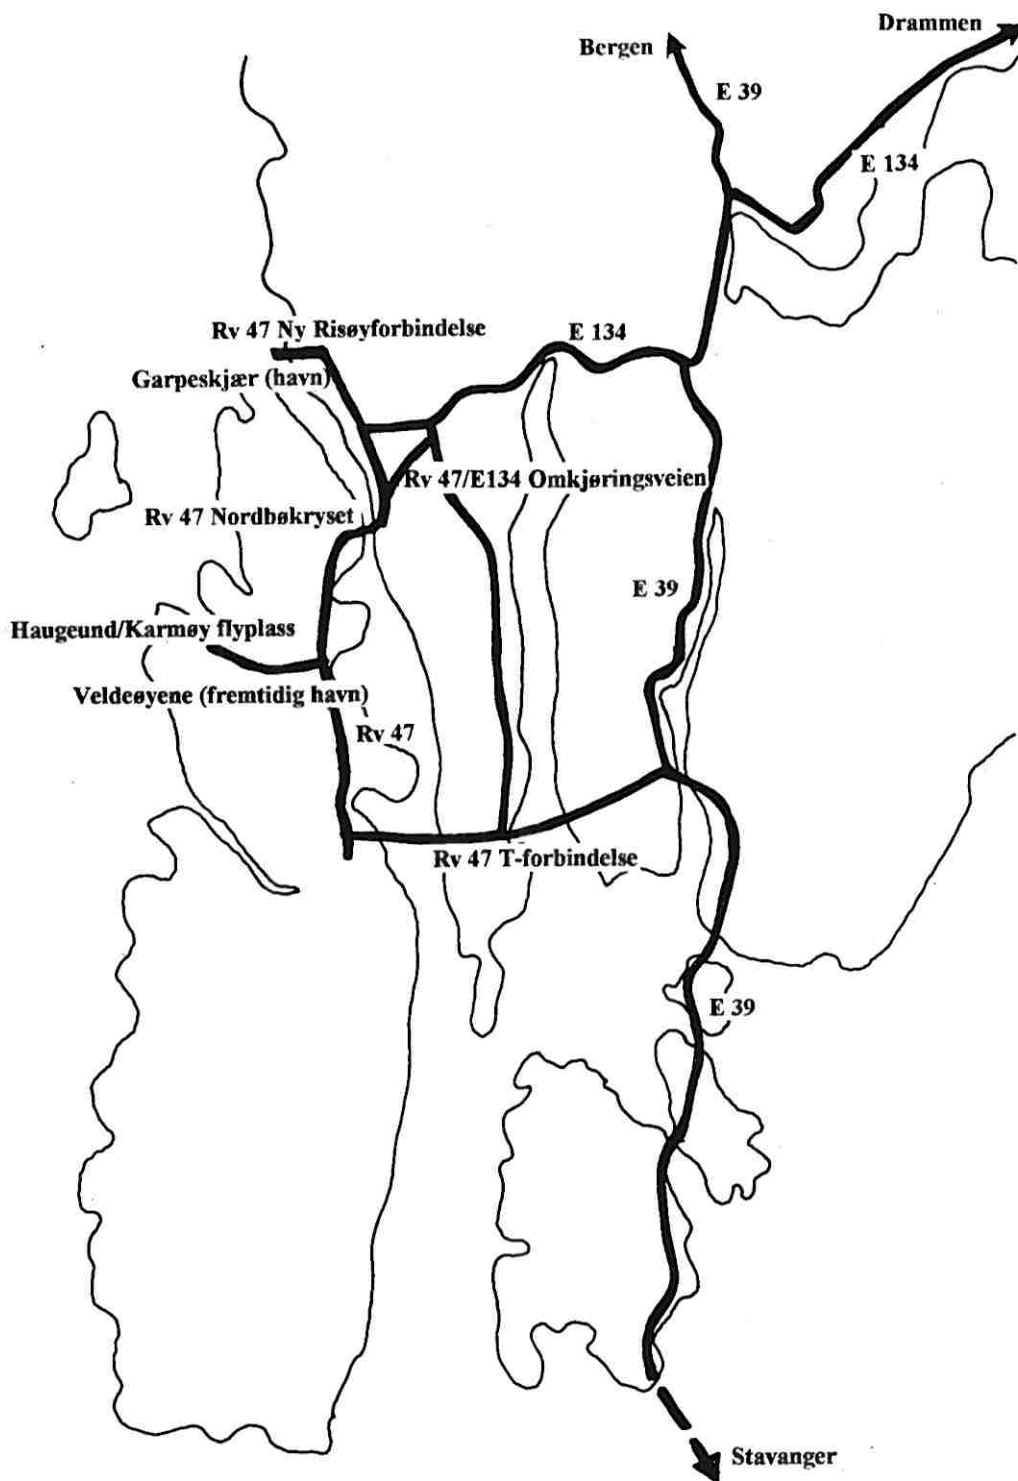 Drammen
Bergen
E 39
E 134
Rv 47 Ny Risøyforbindelse
E 134
Garpeskjær (havn)
Rv 47/E134 Omkjøringsveien
Rv 47 Nordbøkryset
E 39
Haugeund/Karmøy flyplass
Veldeøyene (fremtidig havn)
Rv 47
Rv 47 T-forbindelse
E 39
Stavanger